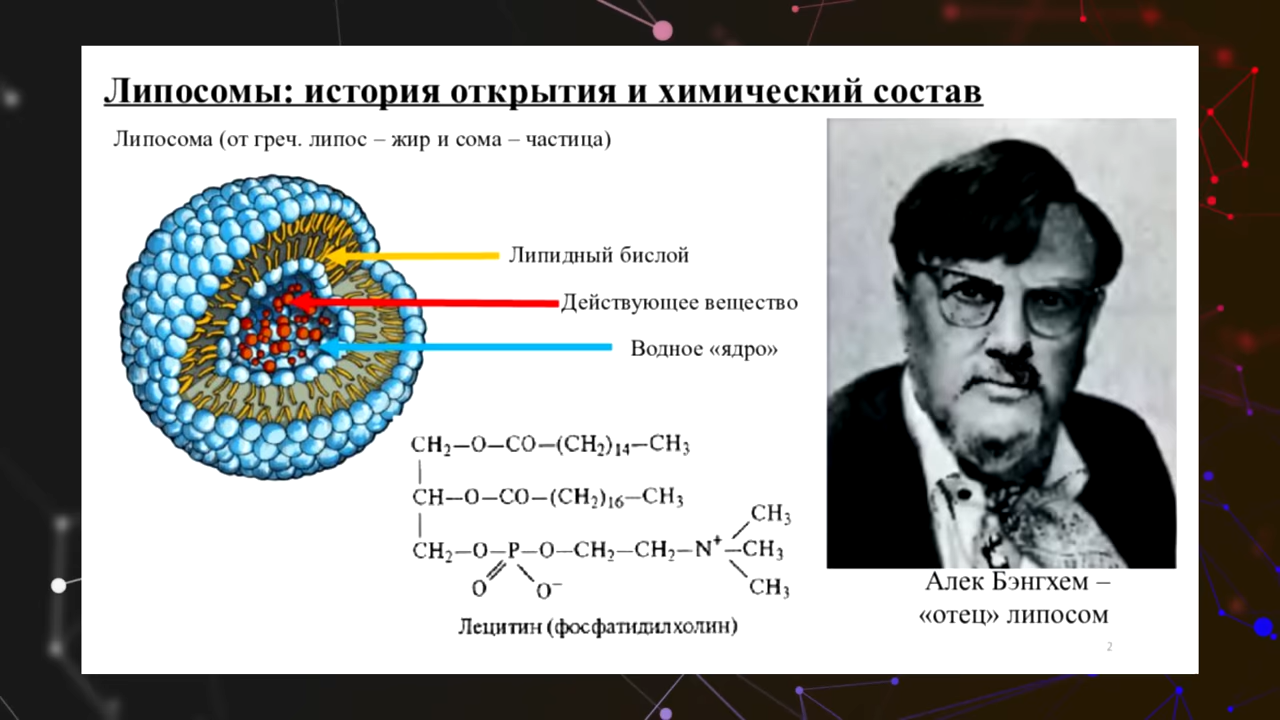 Липосомы: история открытия и химический состав
Липосома (от греч. липос – жир и сома – частица)
Липидный бислой
Действующее вещество
Водное «ядро»
CH₂–O–CO–(CH₂)₁₄–CH₃
CH–O–CO–(CH₂)₁₆–CH₃
CH₃
CH₂–O–P–O–CH₂–CH₂–N⁺–CH₃
O O⁻ CH₃
Лецитин (фосфатидилхолин)
Алек Бэнгхем –
«отец» липосом
2